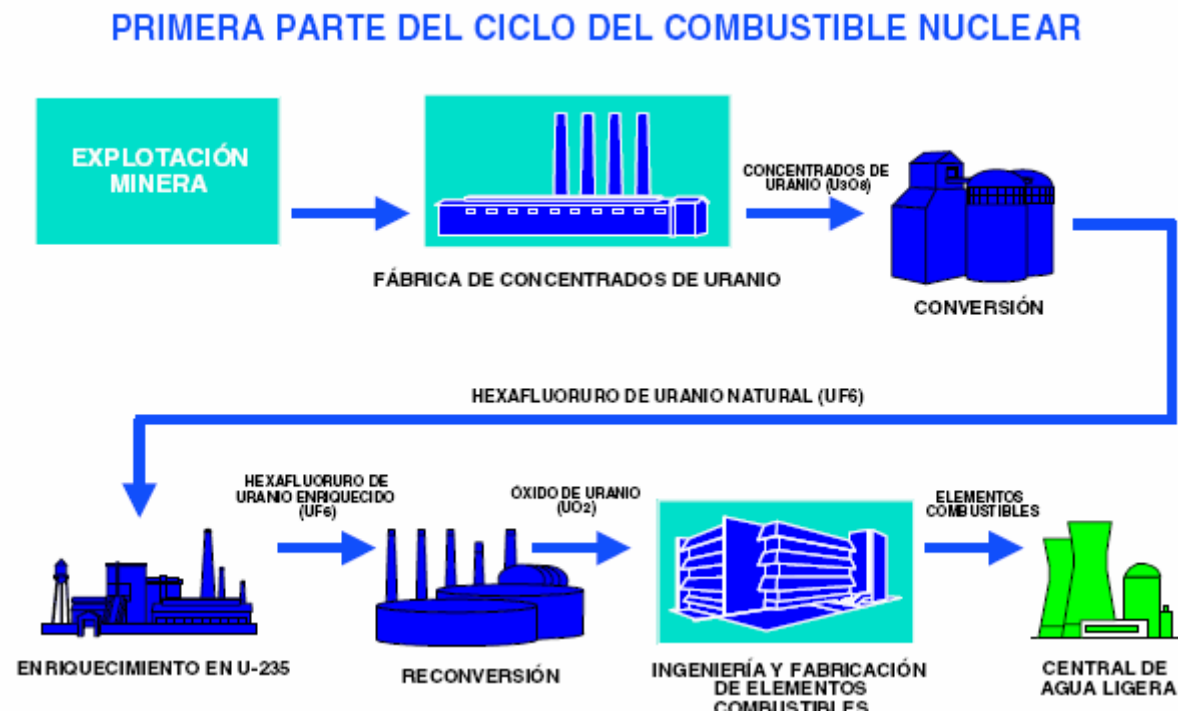 PRIMERA PARTE DEL CICLO DEL COMBUSTIBLE NUCLEAR
EXPLOTACIÓN
MINERA
FÁBRICA DE CONCENTRADOS DE URANIO
CONCENTRADOS DE
URANIO (U3O8)
CONVERSIÓN
HEXAFLUORURO DE URANIO NATURAL (UF6)
ENRIQUECIMIENTO EN U-235
HEXAFLUORURO DE
URANIO ENRIQUECIDO
(UF6)
RECONVERSIÓN
ÓXIDO DE URANIO
(UO2)
INGENIERÍA Y FABRICACIÓN
DE ELEMENTOS
COMBUSTIBLES
ELEMENTOS
COMBUSTIBLES
CENTRAL DE
AGUA LIGERA